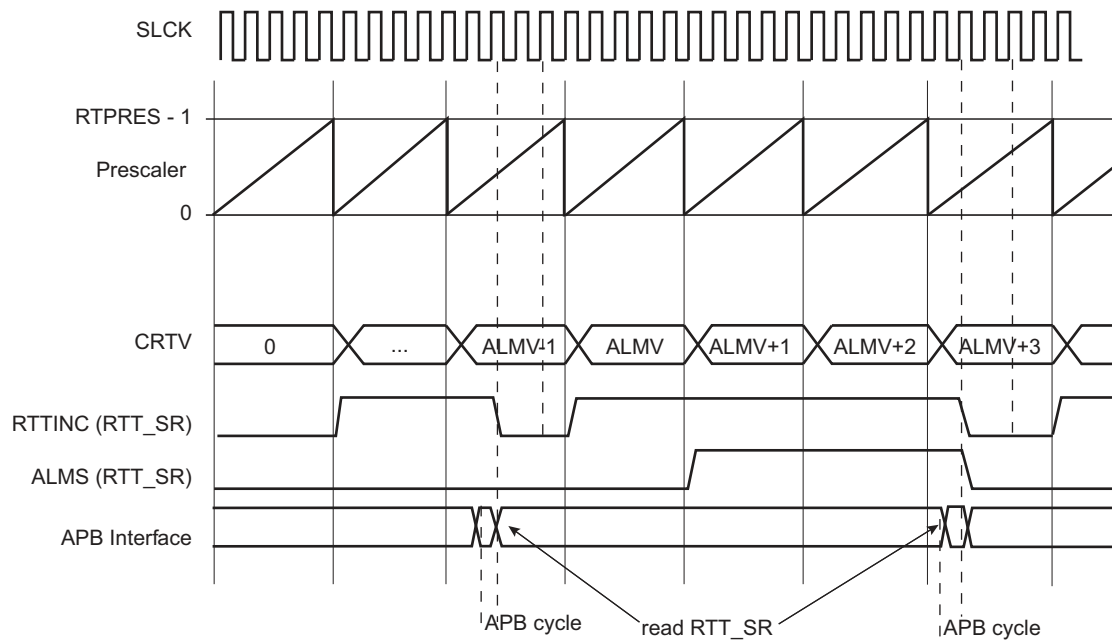 SLCK
RTPRES - 1
Prescaler
0
CRTV
0
...
ALMV-1
ALMV
ALMV+1
ALMV+2
ALMV+3
RTTINC (RTT_SR)
ALMS (RTT_SR)
APB Interface
APB cycle
read RTT_SR
APB cycle